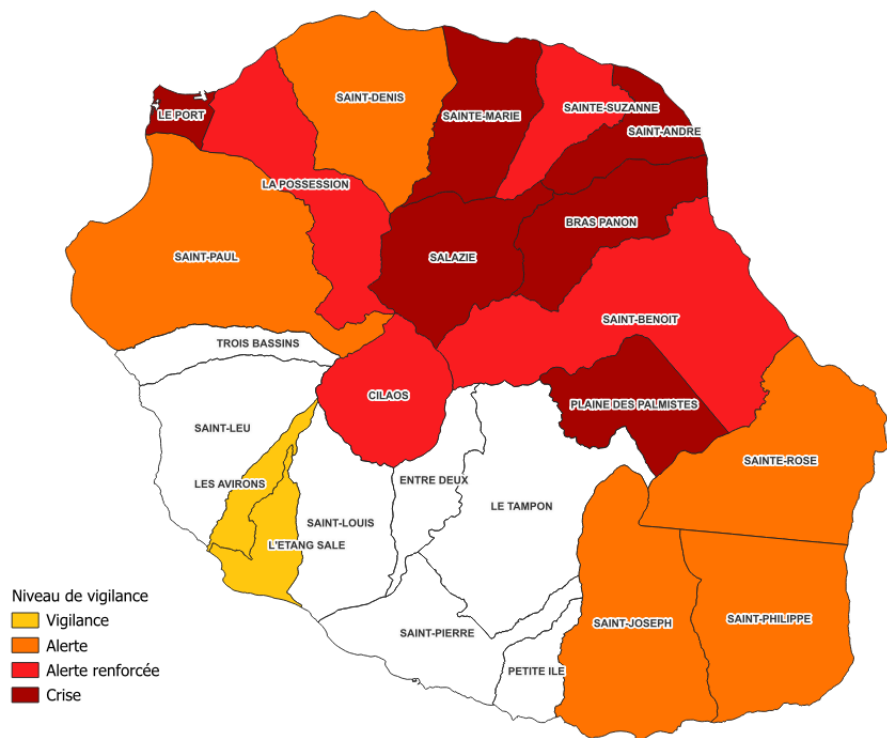 SAINT-DENIS
LE PORT
SAINTE-MARIE
SAINTE-SUZANNE
SAINT-ANDRE
LA POSSESSION
BRAS PANON
SAINT-PAUL
SALAZIE
SAINT-BENOIT
TROIS BASSINS
CILAOS
PLAINE DES PALMISTES
SAINT-LEU
SAINTE-ROSE
LES AVIRONS
ENTRE DEUX
LE TAMPON
SAINT-LOUIS
L'ETANG SALE
SAINT-PIERRE
SAINT-JOSEPH
SAINT-PHILIPPE
PETITE ILE
Niveau de vigilance
Vigilance
Alerte
Alerte renforcée
Crise